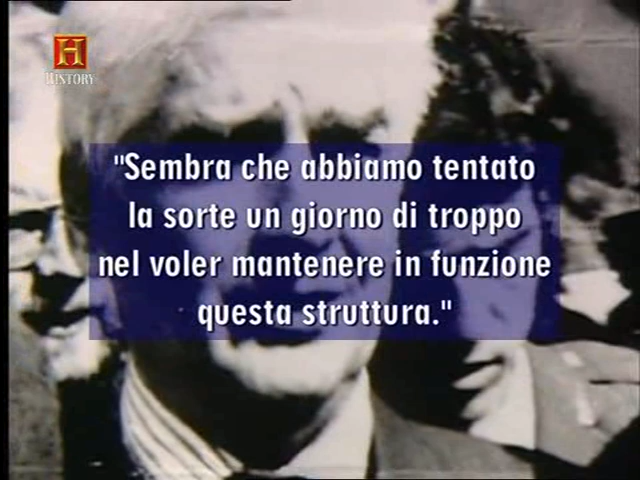 H
HISTORY
"Sembra che abbiamo tentato
la sorte un giorno di troppo
nel voler mantenere in funzione
questa struttura."